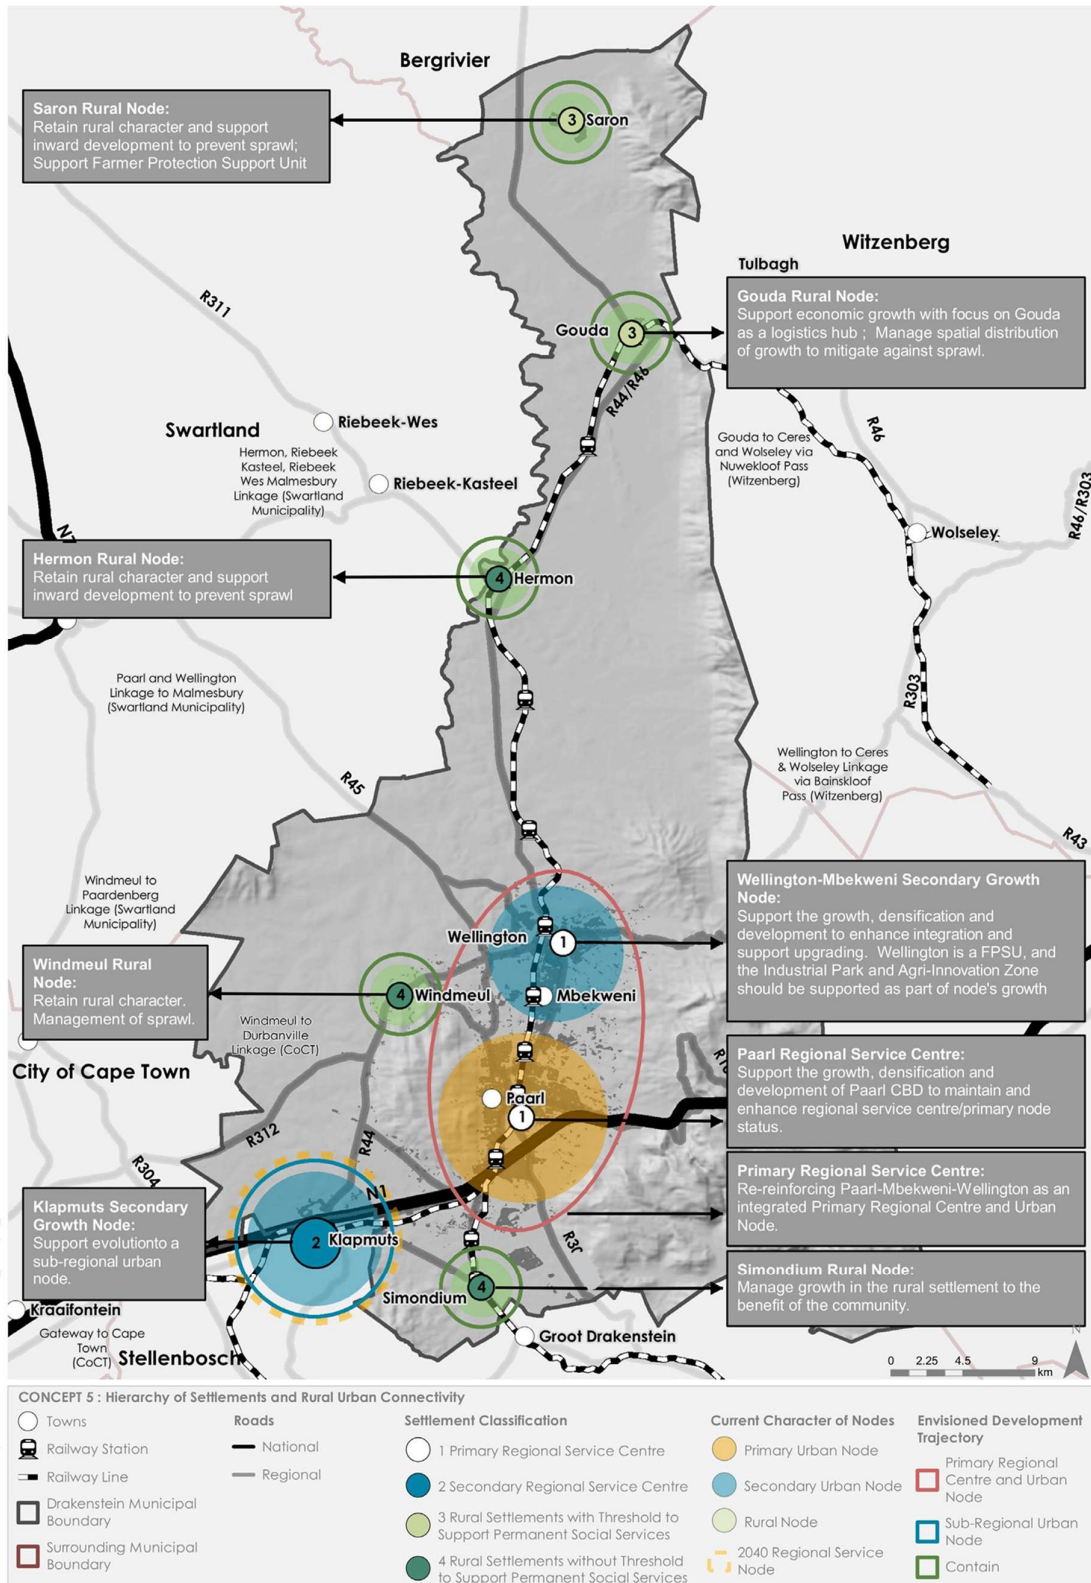 Bergrivier
Saron Rural Node:
Retain rural character and support
inward development to prevent sprawl;
Support Farmer Protection Support Unit
3 Saron
Witzenberg
Tulbagh
R311
Gouda Rural Node:
Support economic growth with focus on Gouda
as a logistics hub ; Manage spatial distribution
of growth to mitigate against sprawl.
Gouda 3
R44/R46
Riebeek-Wes
Swartland
Hermon, Riebeek
Kasteel, Riebeek
Wes Malmesbury
Linkage (Swartland
Municipality)
Riebeek-Kasteel
Gouda to Ceres
and Wolseley via
Nuwekloof Pass
(Witzenberg)
R46
R46/R303
Wolseley
N7
Hermon Rural Node:
Retain rural character and support
inward development to prevent sprawl
4 Hermon
Paarl and Wellington
Linkage to Malmesbury
(Swartland Municipality)
R303
Wellington to Ceres
& Wolseley Linkage
via Bainskloof
Pass (Witzenberg)
R45
R43
Windmeul to
Paardenberg
Linkage (Swartland
Municipality)
Wellington-Mbekweni Secondary Growth
Node:
Support the growth, densification and
development to enhance integration and
support upgrading. Wellington is a FPSU, and
the Industrial Park and Agri-Innovation Zone
should be supported as part of node's growth
Wellington 1
Windmeul Rural
Node:
Retain rural character.
Management of sprawl.
4 Windmeul
Mbekweni
Windmeul to
Durbanville
Linkage (CoCT)
City of Cape Town
Paarl Regional Service Centre:
Support the growth, densification and
development of Paarl CBD to maintain and
enhance regional service centre/primary node
status.
Paarl
1
R312
R44
R304
Primary Regional Service Centre:
Re-reinforcing Paarl-Mbekweni-Wellington as an
integrated Primary Regional Centre and Urban
Node.
N1
Klapmuts Secondary
Growth Node:
Support evolutionto a
sub-regional urban
node.
2 Klapmuts
Simondium Rural Node:
Manage growth in the rural settlement to the
benefit of the community.
Simondium 4
Kraaifontein
Gateway to Cape
Town
(CoCT)
Stellenbosch
Groot Drakenstein
N
0 2.25 4.5 9
km
CONCEPT 5 : Hierarchy of Settlements and Rural Urban Connectivity
Towns
Railway Station
Railway Line
Drakenstein Municipal
Boundary
Surrounding Municipal
Boundary
Roads
National
Regional
Settlement Classification
1 Primary Regional Service Centre
2 Secondary Regional Service Centre
3 Rural Settlements with Threshold to
Support Permanent Social Services
4 Rural Settlements without Threshold
to Support Permanent Social Services
Current Character of Nodes
Primary Urban Node
Secondary Urban Node
Rural Node
2040 Regional Service
Node
Envisioned Development
Trajectory
Primary Regional
Centre and Urban
Node
Sub-Regional Urban
Node
Contain